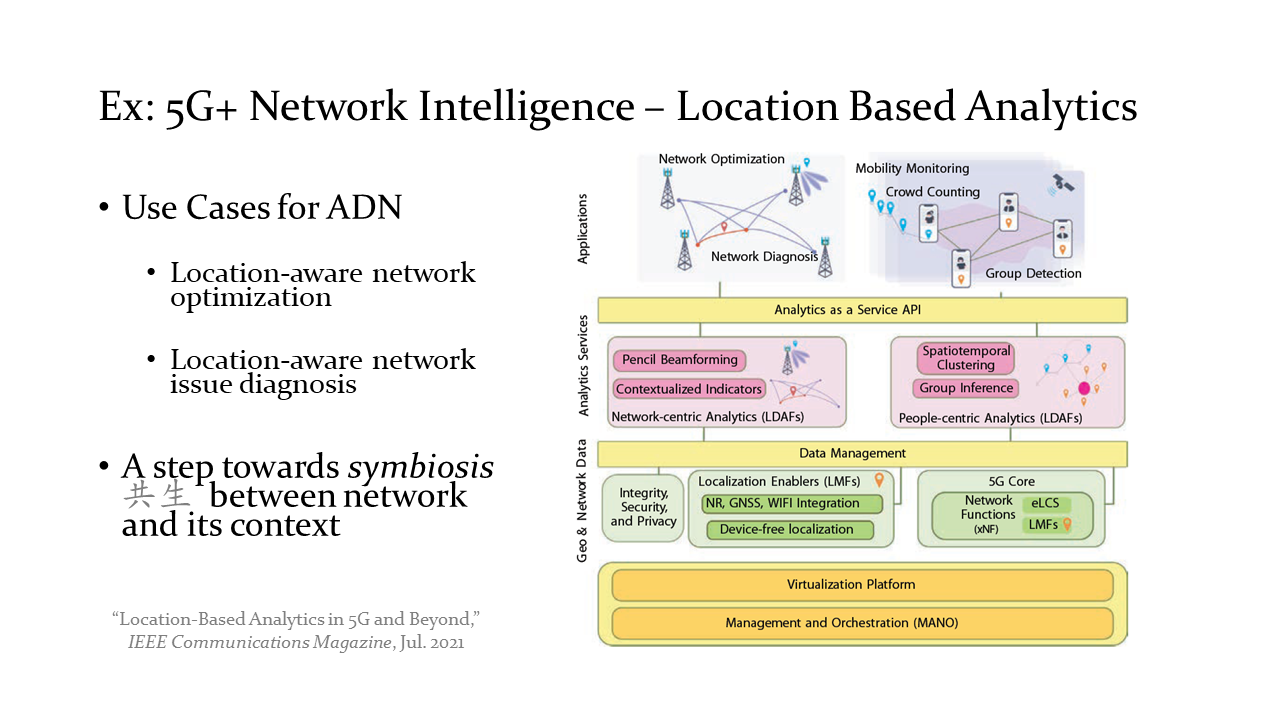 Ex: 5G+ Network Intelligence – Location Based Analytics
• Use Cases for ADN
• Location-aware network
optimization
• Location-aware network
issue diagnosis
• A step towards symbiosis
共生 between network
and its context
“Location-Based Analytics in 5G and Beyond,”
IEEE Communications Magazine, Jul. 2021
Applications
Network Optimization
Network Diagnosis
Mobility Monitoring
Crowd Counting
Group Detection
Analytics as a Service API
Analytics Services
Pencil Beamforming
Contextualized Indicators
Network-centric Analytics (LDAFs)
Spatiotemporal
Clustering
Group Inference
People-centric Analytics (LDAFs)
Data Management
Geo & Network Data
Integrity,
Security,
and Privacy
Localization Enablers (LMFs)
NR, GNSS, WIFI Integration
Device-free localization
5G Core
Network
Functions
(xNF)
eLCS
LMFs
Virtualization Platform
Management and Orchestration (MANO)